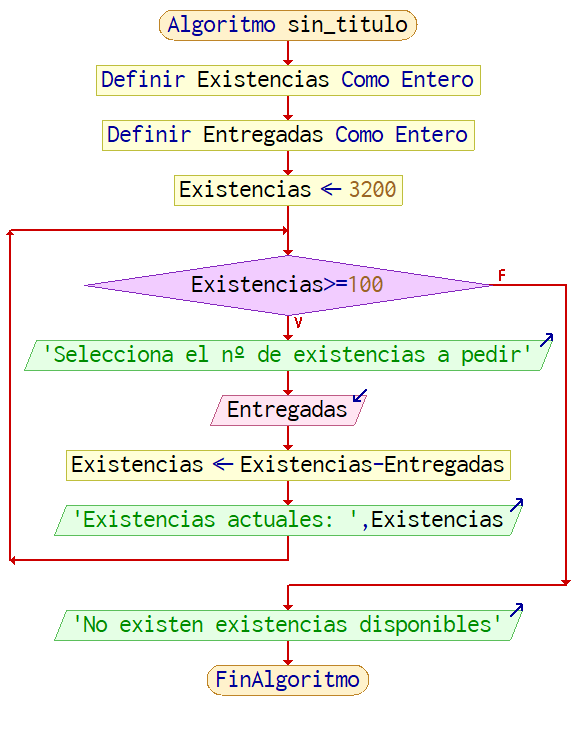 Algoritmo sin_titulo
Definir Existencias Como Entero
Definir Entregadas Como Entero
Existencias ← 3200
Existencias>=100
F
V
'Selecciona el nº de existencias a pedir'
Entregadas
Existencias ← Existencias-Entregadas
'Existencias actuales: ',Existencias
'No existen existencias disponibles'
FinAlgoritmo